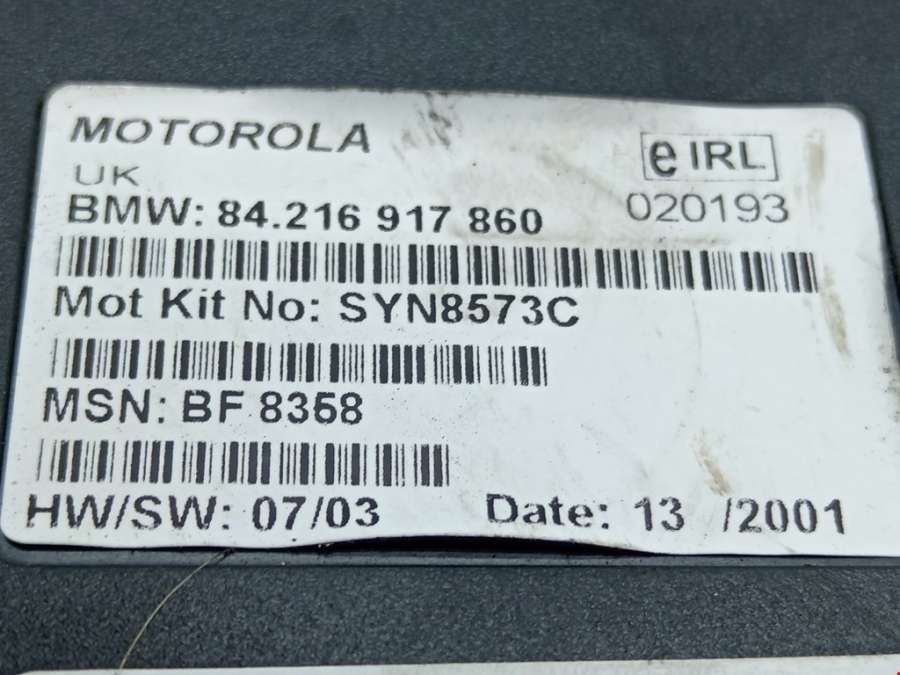 MOTOROLA
e IRL
UK
020193
BMW: 84.216 917 860
Mot Kit No: SYN8573C
MSN: BF 8358
HW/SW: 07/03 Date: 13 /2001